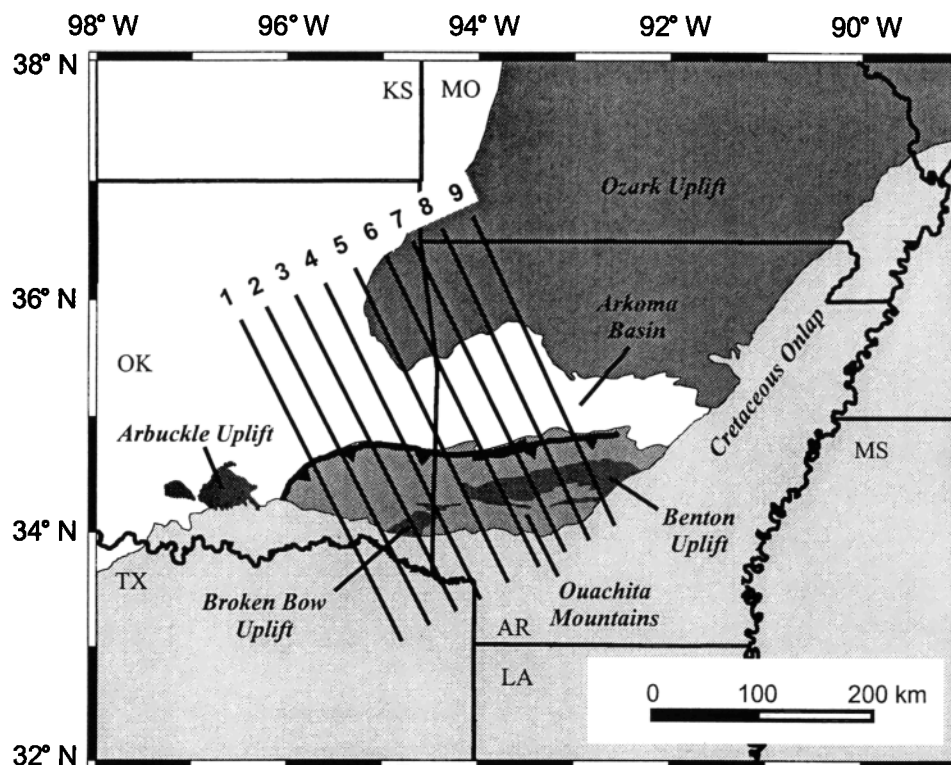 98° W
96° W
94° W
92° W
90° W
38° N
KS
MO
Ozark Uplift
1 2 3 4 5 6 7 8 9
36° N
Arkoma
Basin
OK
Cretaceous Onlap
Arbuckle Uplift
MS
34° N
Benton
Uplift
TX
Broken Bow
Uplift
Ouachita
Mountains
AR
LA
0 100 200 km
32° N